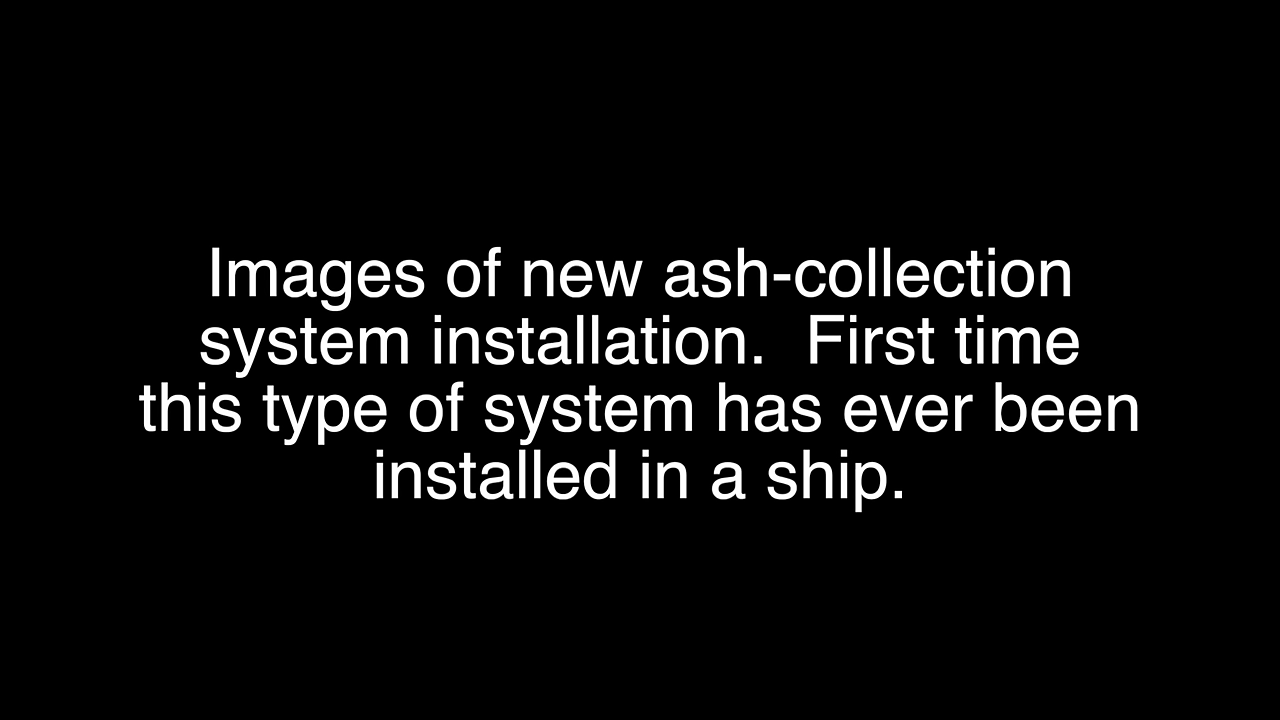 Images of new ash-collection
system installation.  First time
this type of system has ever been
installed in a ship.